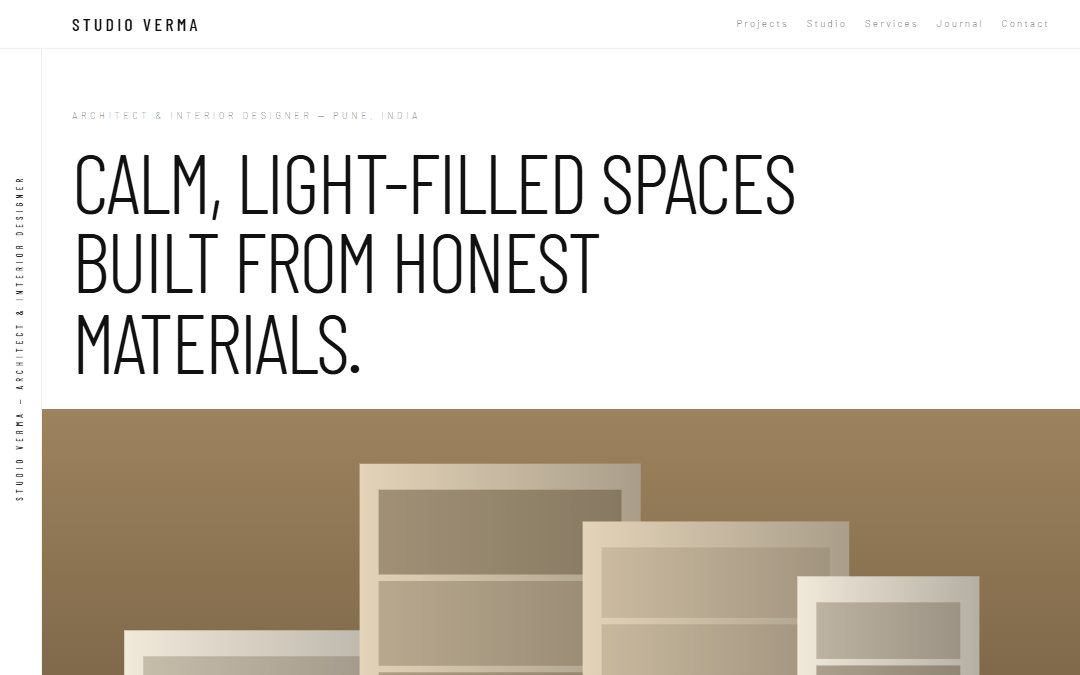 STUDIO VERMA
Projects Studio Services Journal Contact
STUDIO VERMA — ARCHITECT & INTERIOR DESIGNER
ARCHITECT & INTERIOR DESIGNER — PUNE, INDIA
CALM, LIGHT-FILLED SPACES
BUILT FROM HONEST
MATERIALS.